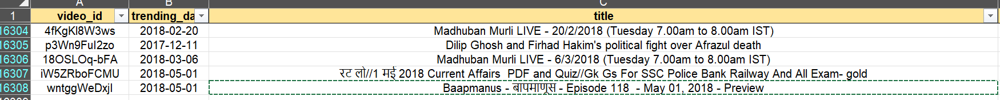 A B C
1 video_id trending_da title
16304 4fKgKl8W3ws 2018-02-20 Madhuban Murli LIVE - 20/2/2018 (Tuesday 7.00am to 8.00am IST)
16305 p3Wn9FuI2zo 2017-12-11 Dilip Ghosh and Firhad Hakim's political fight over Afrazul death
16306 18OSLOq-bFA 2018-03-06 Madhuban Murli LIVE - 6/3/2018 (Tuesday 7.00am to 8.00am IST)
16307 iW5ZRboFCMU 2018-05-01 रट लो//1 मई 2018 Current Affairs PDF and Quiz//Gk Gs For SSC Police Bank Railway And All Exam- gold
16308 wntggWeDxjI 2018-05-01 Baapmanus - बापमाणूस - Episode 118 - May 01, 2018 - Preview